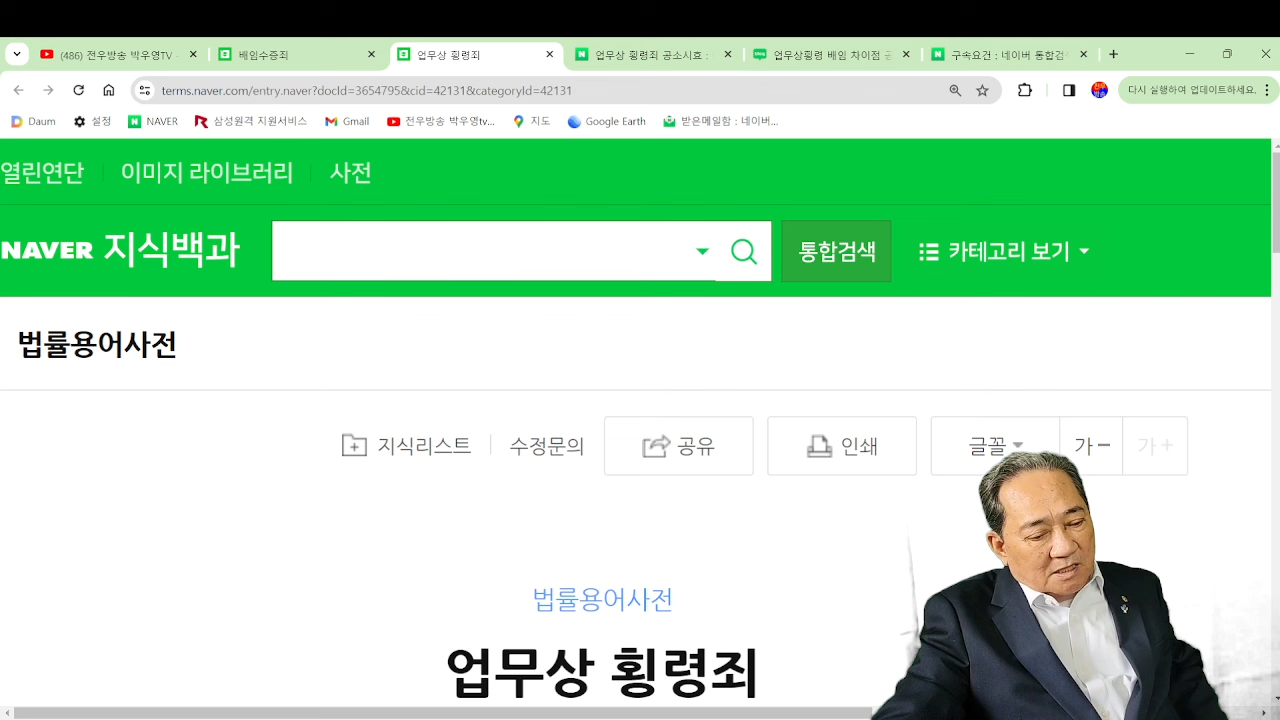 (486) 전우방송 박우영TV -
배임수증죄
업무상 횡령죄
업무상 횡령죄 공소시효 :
업무상횡령 배임 차이점 공
구속요건 : 네이버 통합검
terms.naver.com/entry.naver?docId=3654798&cid=42131&categoryId=42131
다시 실행하여 업데이트하세요.
Daum
설정
NAVER
삼성원격 지원서비스
Gmail
전우방송 박우영tv...
지도
Google Earth
받은메일함 : 네이버...
열린연단
이미지 라이브러리
사전
NAVER 지식백과
통합검색
카테고리 보기
법률용어사전
지식리스트
수정문의
공유
인쇄
글꼴
가 –
가 +
법률용어사전
업무상 횡령죄